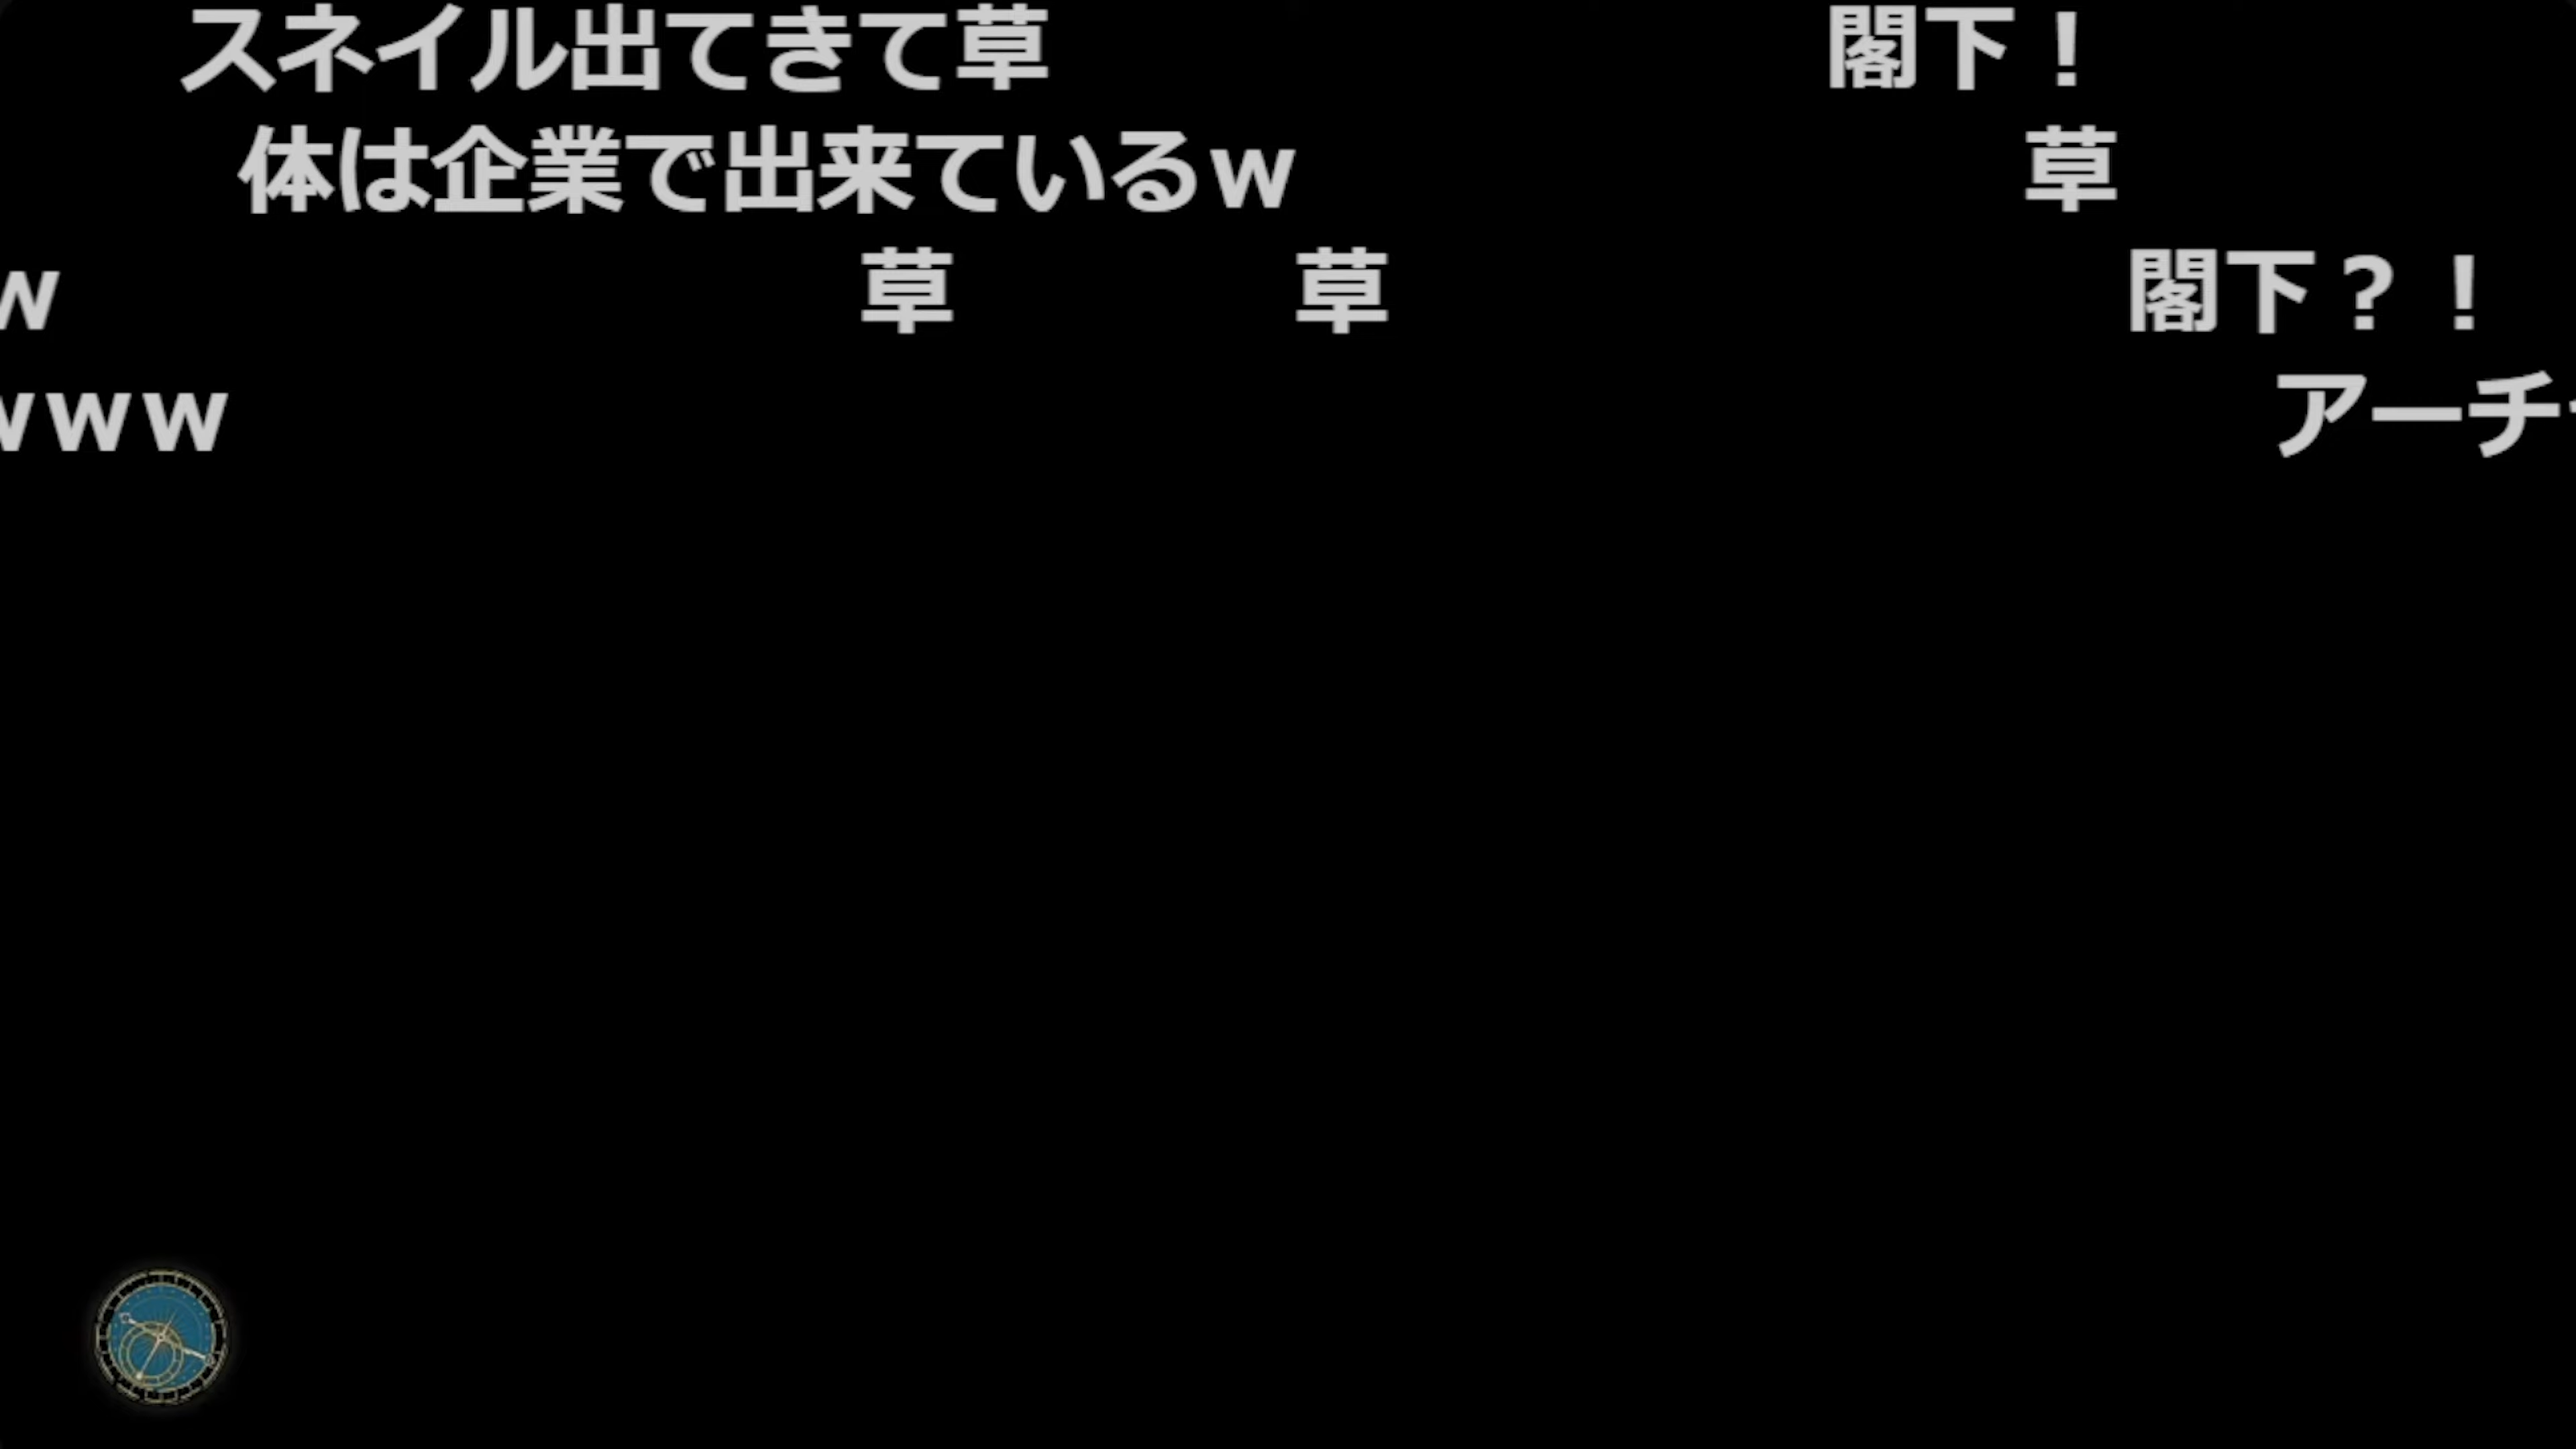 スネイル出てきて草 閣下！
体は企業で出来ているｗ 草
ｗ 草 草 閣下？！
ｗｗｗ アーチ